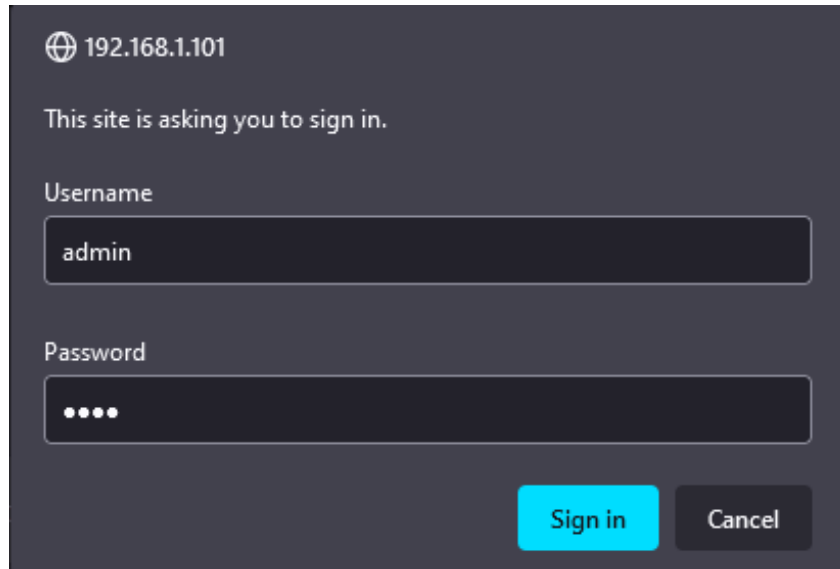 192.168.1.101
This site is asking you to sign in.
Username
admin
Password
••••
Sign in Cancel